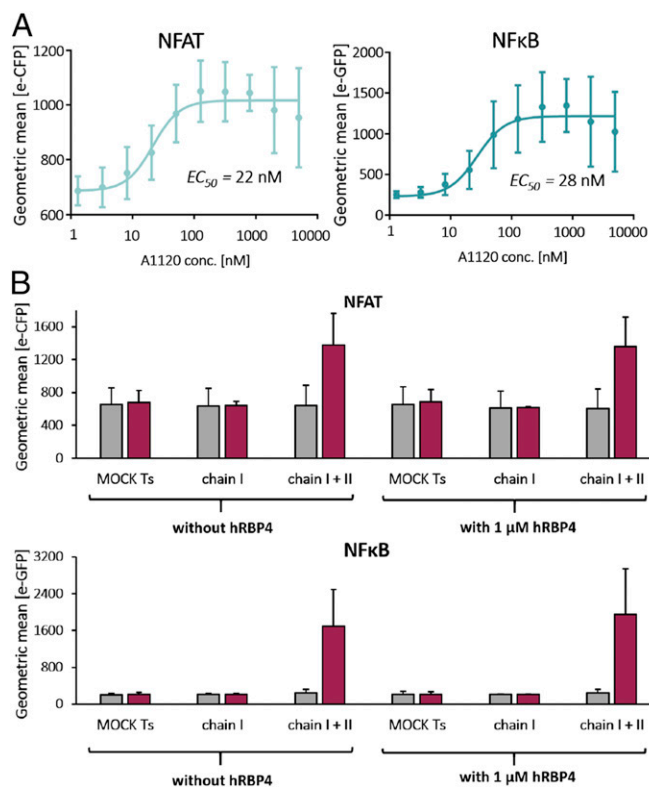 A
NFAT
Geometric mean [e-CFP]
1200
1000
800
600
EC50 = 22 nM
1
10
100
1000
10000
A1120 conc. [nM]
NFκB
Geometric mean [e-GFP]
2000
1500
1000
500
0
EC50 = 28 nM
1
10
100
1000
10000
A1120 conc. [nM]
B
NFAT
Geometric mean [e-CFP]
1600
1200
800
400
0
MOCK Ts
chain I
chain I + II
MOCK Ts
chain I
chain I + II
without hRBP4
with 1 µM hRBP4
NFκB
Geometric mean [e-GFP]
3200
2400
1600
800
0
MOCK Ts
chain I
chain I + II
MOCK Ts
chain I
chain I + II
without hRBP4
with 1 µM hRBP4